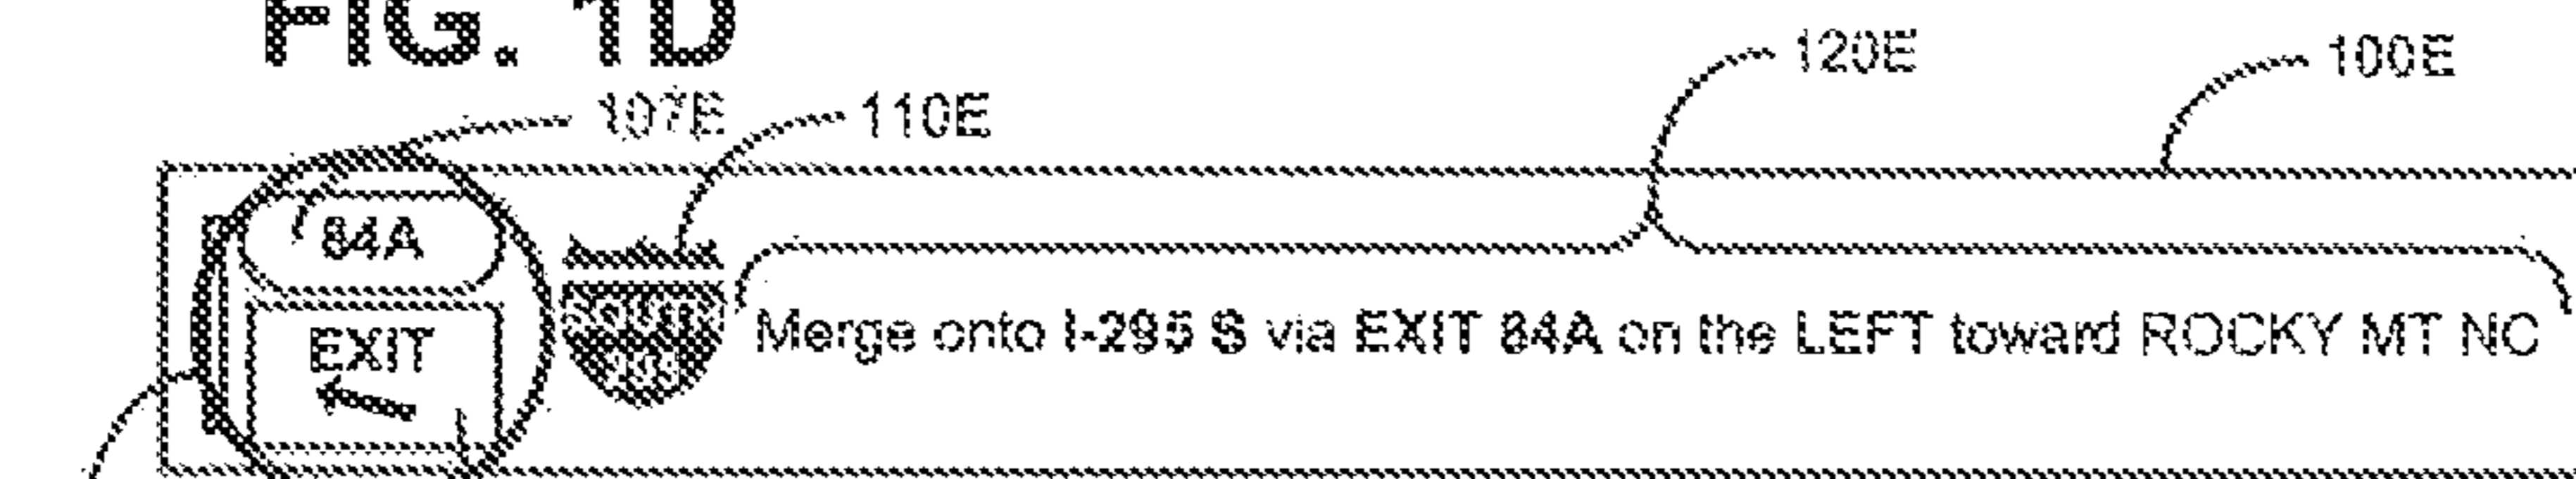 FIG. 1D
120E
100E
107E
110E
84A
EXIT
Merge onto I-295 S via EXIT 84A on the LEFT toward ROCKY MT NC